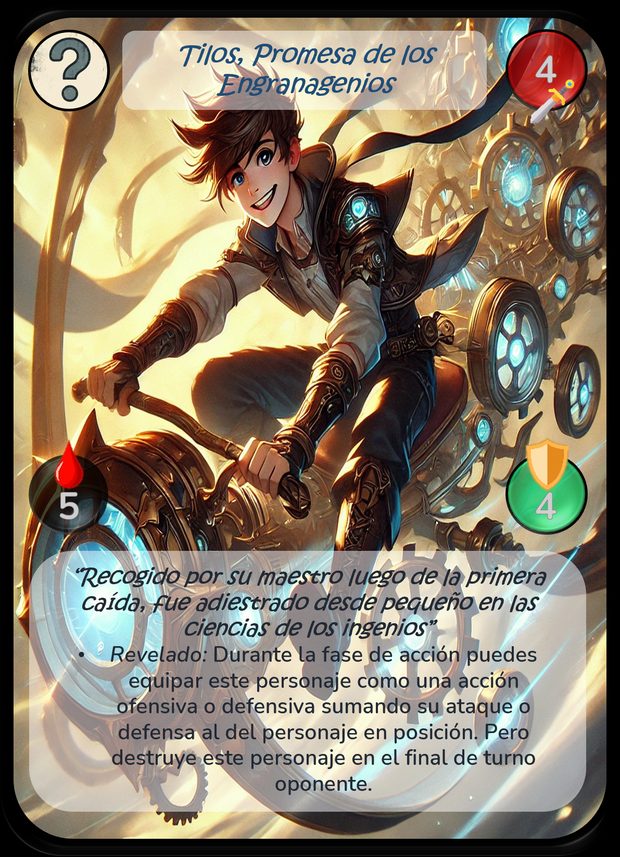 ?
Tilos, Promesa de los
Engranagenios
4
5
4
"Recogido por su maestro luego de la primera
caída, fue adiestrado desde pequeño en las
ciencias de los ingenios"
• Revelado: Durante la fase de acción puedes
equipar este personaje como una acción
ofensiva o defensiva sumando su ataque o
defensa al del personaje en posición. Pero
destruye este personaje en el final de turno
oponente.